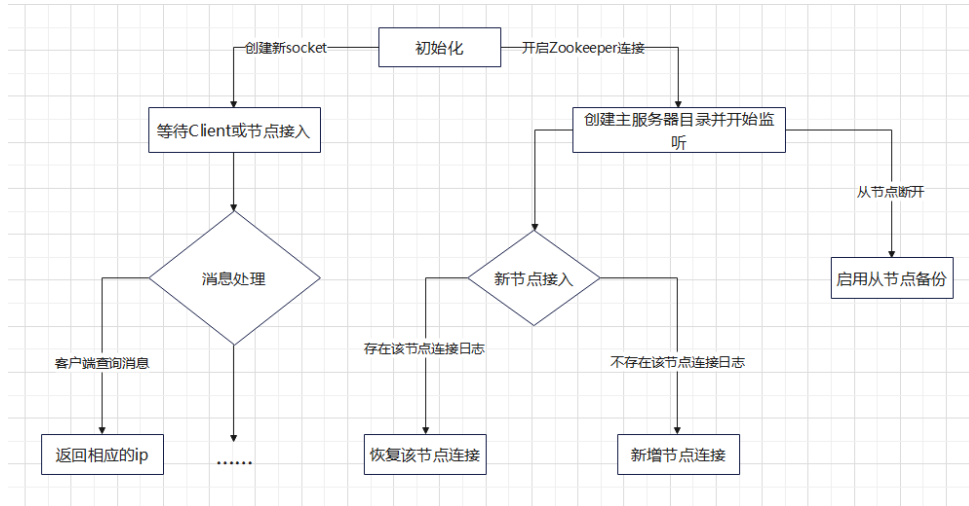 初始化
创建新socket
开启Zookeeper连接
等待Client或节点接入
创建主服务器目录并开始监
听
从节点断开
消息处理
新节点接入
启用从节点备份
客户端查询消息
存在该节点连接日志
不存在该节点连接日志
返回相应的ip
......
恢复该节点连接
新增节点连接